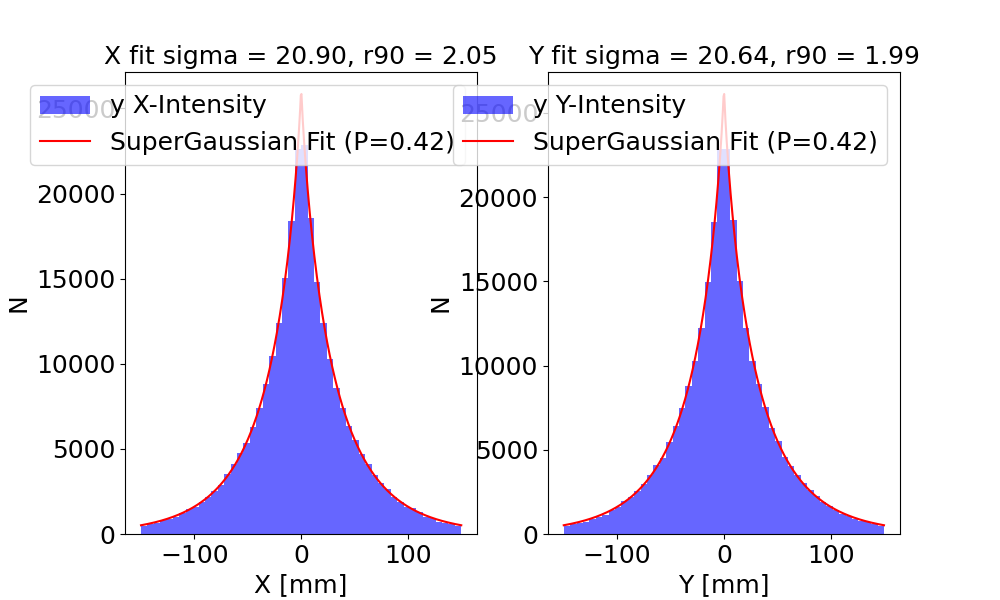 X fit sigma = 20.90, r90 = 2.05
γ X-Intensity
SuperGaussian Fit (P=0.42)
25000
20000
15000
10000
5000
0
N
−100 0 100
X [mm]
Y fit sigma = 20.64, r90 = 1.99
γ Y-Intensity
SuperGaussian Fit (P=0.42)
25000
20000
15000
10000
5000
0
N
−100 0 100
Y [mm]